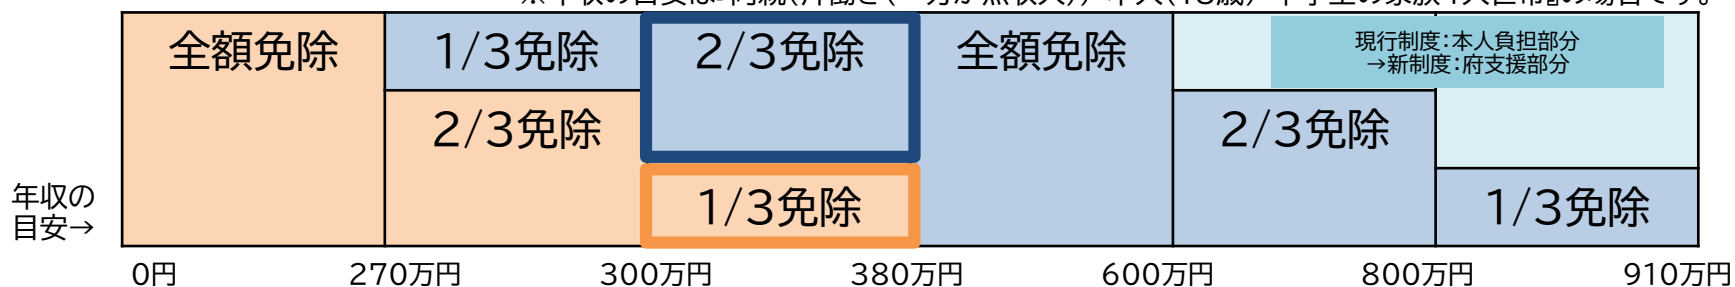 全額免除
1/3免除
2/3免除
全額免除
現行制度:本人負担部分
→新制度:府支援部分
2/3免除
2/3免除
1/3免除
1/3免除
年収の
目安→
0円 270万円 300万円 380万円 600万円 800万円 910万円